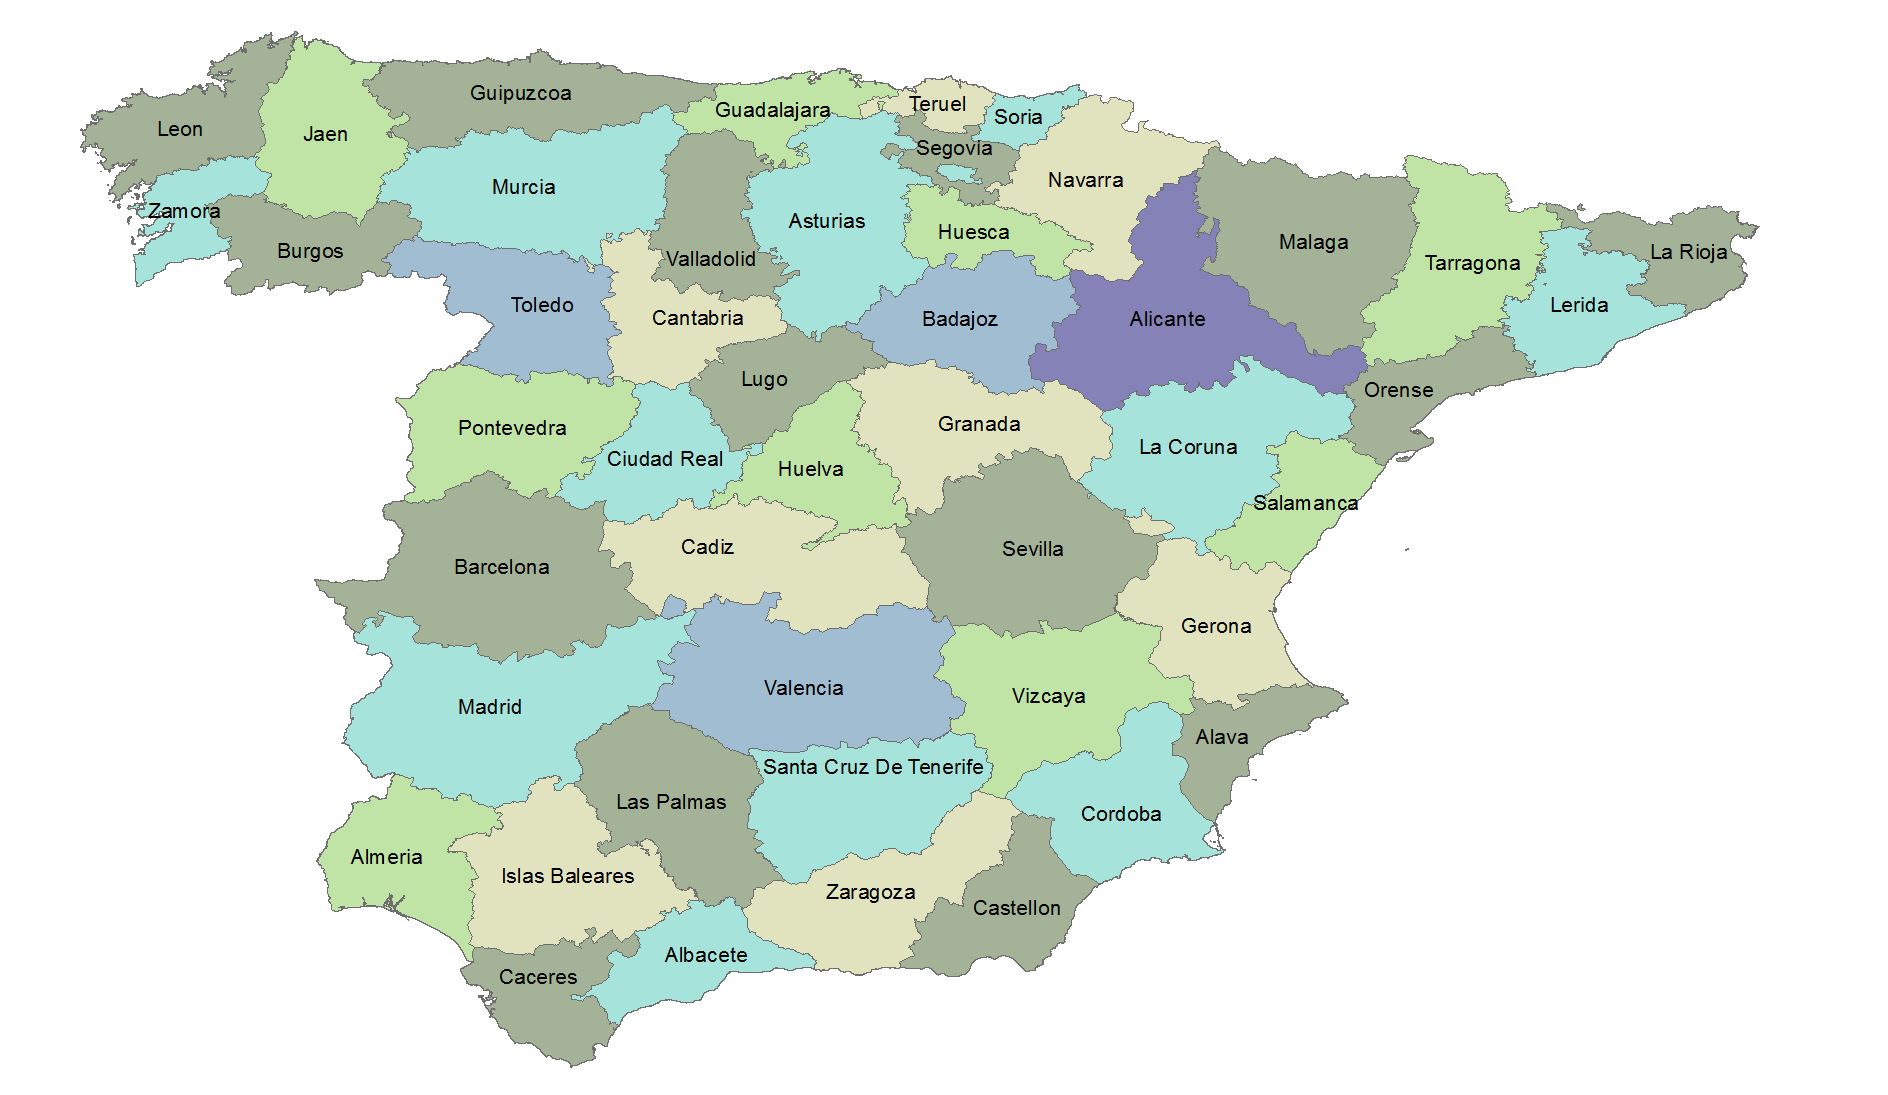 Guipuzcoa
Teruel
Guadalajara
Soria
Leon
Jaen
Segovia
Navarra
Murcia
Zamora
Asturias
Huesca
Malaga
Burgos
La Rioja
Valladolid
Tarragona
Toledo
Lerida
Cantabria
Badajoz
Alicante
Lugo
Orense
Granada
Pontevedra
La Coruna
Ciudad Real
Huelva
Salamanca
Cadiz
Sevilla
Barcelona
Gerona
Valencia
Vizcaya
Madrid
Alava
Santa Cruz De Tenerife
Las Palmas
Cordoba
Almeria
Islas Baleares
Zaragoza
Castellon
Albacete
Caceres